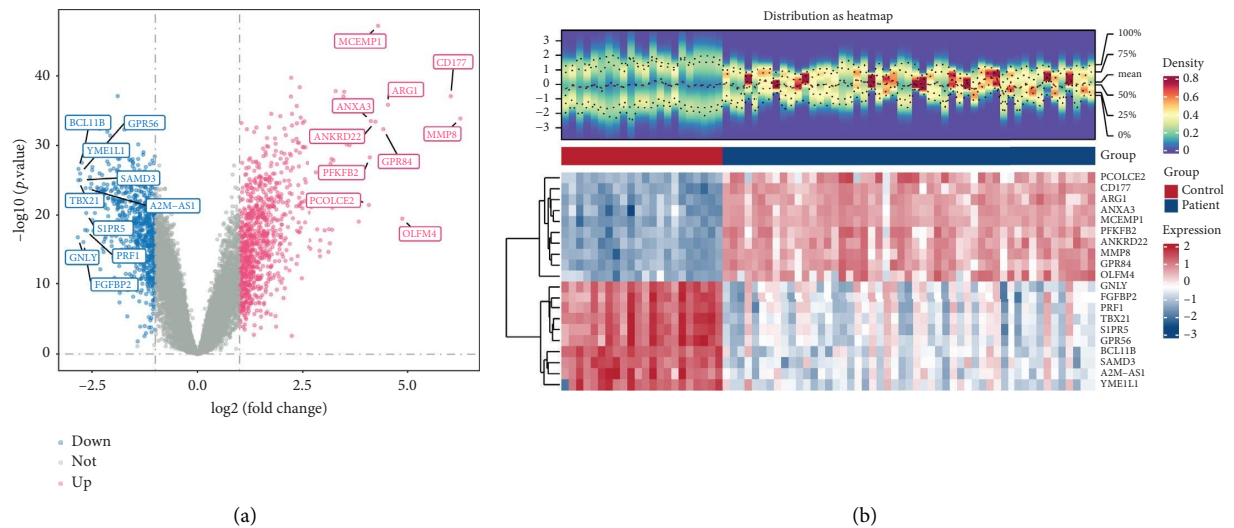 MCEMP1
CD177
ARG1
ANXA3
ANKRD22
MMP8
GPR84
PFKFB2
PCOLCE2
OLFM4
BCL11B
GPR56
YME1L1
SAMD3
TBX21
A2M−AS1
S1PR5
PRF1
GNLY
FGFBP2
40
30
20
10
0
−log10 (p.value)
−2.5
0.0
2.5
5.0
log2 (fold change)
Down
Not
Up
(a)
Distribution as heatmap
3
2
1
0
−1
−2
−3
100%
75%
mean
50%
25%
0%
Density
0.8
0.6
0.4
0.2
0
Group
Group
Control
Patient
PCOLCE2
CD177
ARG1
ANXA3
MCEMP1
PFKFB2
ANKRD22
MMP8
GPR84
OLFM4
GNLY
FGFBP2
PRF1
TBX21
S1PR5
GPR56
BCL11B
SAMD3
A2M−AS1
YME1L1
Expression
2
1
0
−1
−2
−3
(b)